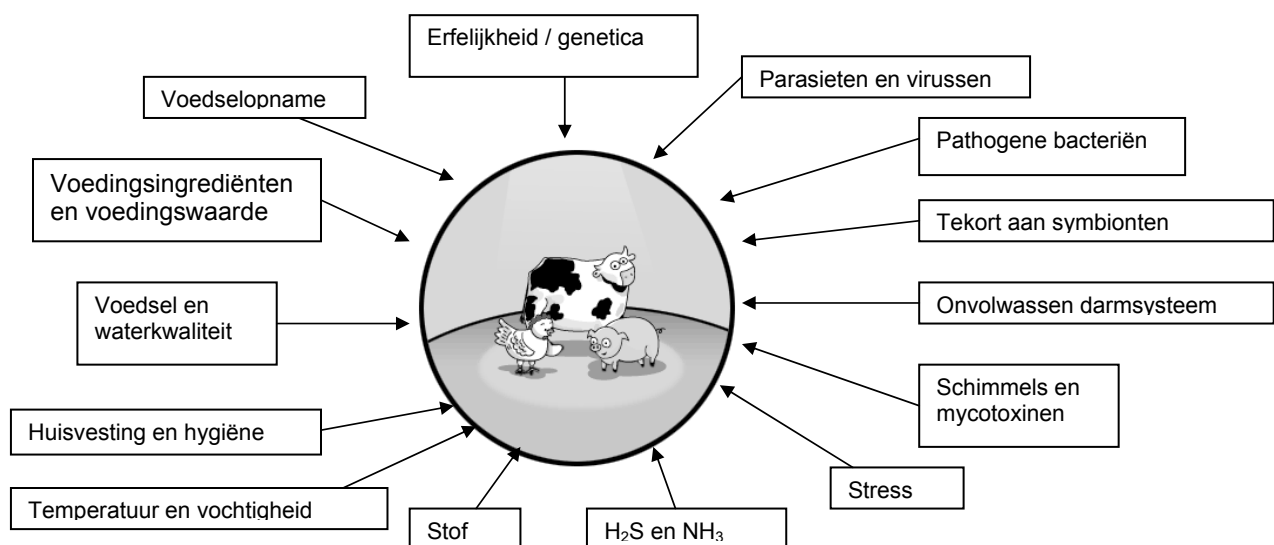 Erfelijkheid / genetica
Parasieten en virussen
Voedselopname
Pathogene bacteriën
Voedingsingrediënten
en voedingswaarde
Tekort aan symbionten
Voedsel en
waterkwaliteit
Onvolwassen darmsysteem
Schimmels en
mycotoxinen
Huisvesting en hygiëne
Stress
Temperatuur en vochtigheid
Stof
H₂S en NH₃